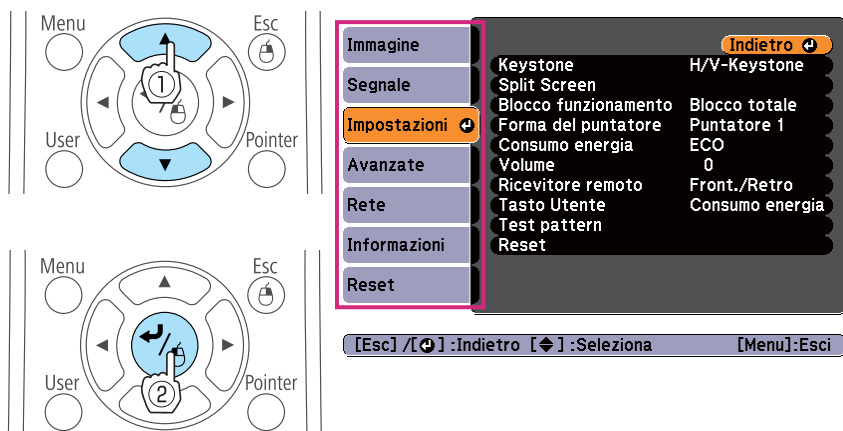 Menu
Esc
1
User
Pointer
Menu
Esc
User
Pointer
2
Immagine
Segnale
Impostazioni
Avanzate
Rete
Informazioni
Reset
Indietro
Keystone H/V-Keystone
Split Screen
Blocco funzionamento Blocco totale
Forma del puntatore Puntatore 1
Consumo energia ECO
Volume 0
Ricevitore remoto Front./Retro
Tasto Utente Consumo energia
Test pattern
Reset
[Esc] /[ ] :Indietro [ ] :Seleziona [Menu]:Esci